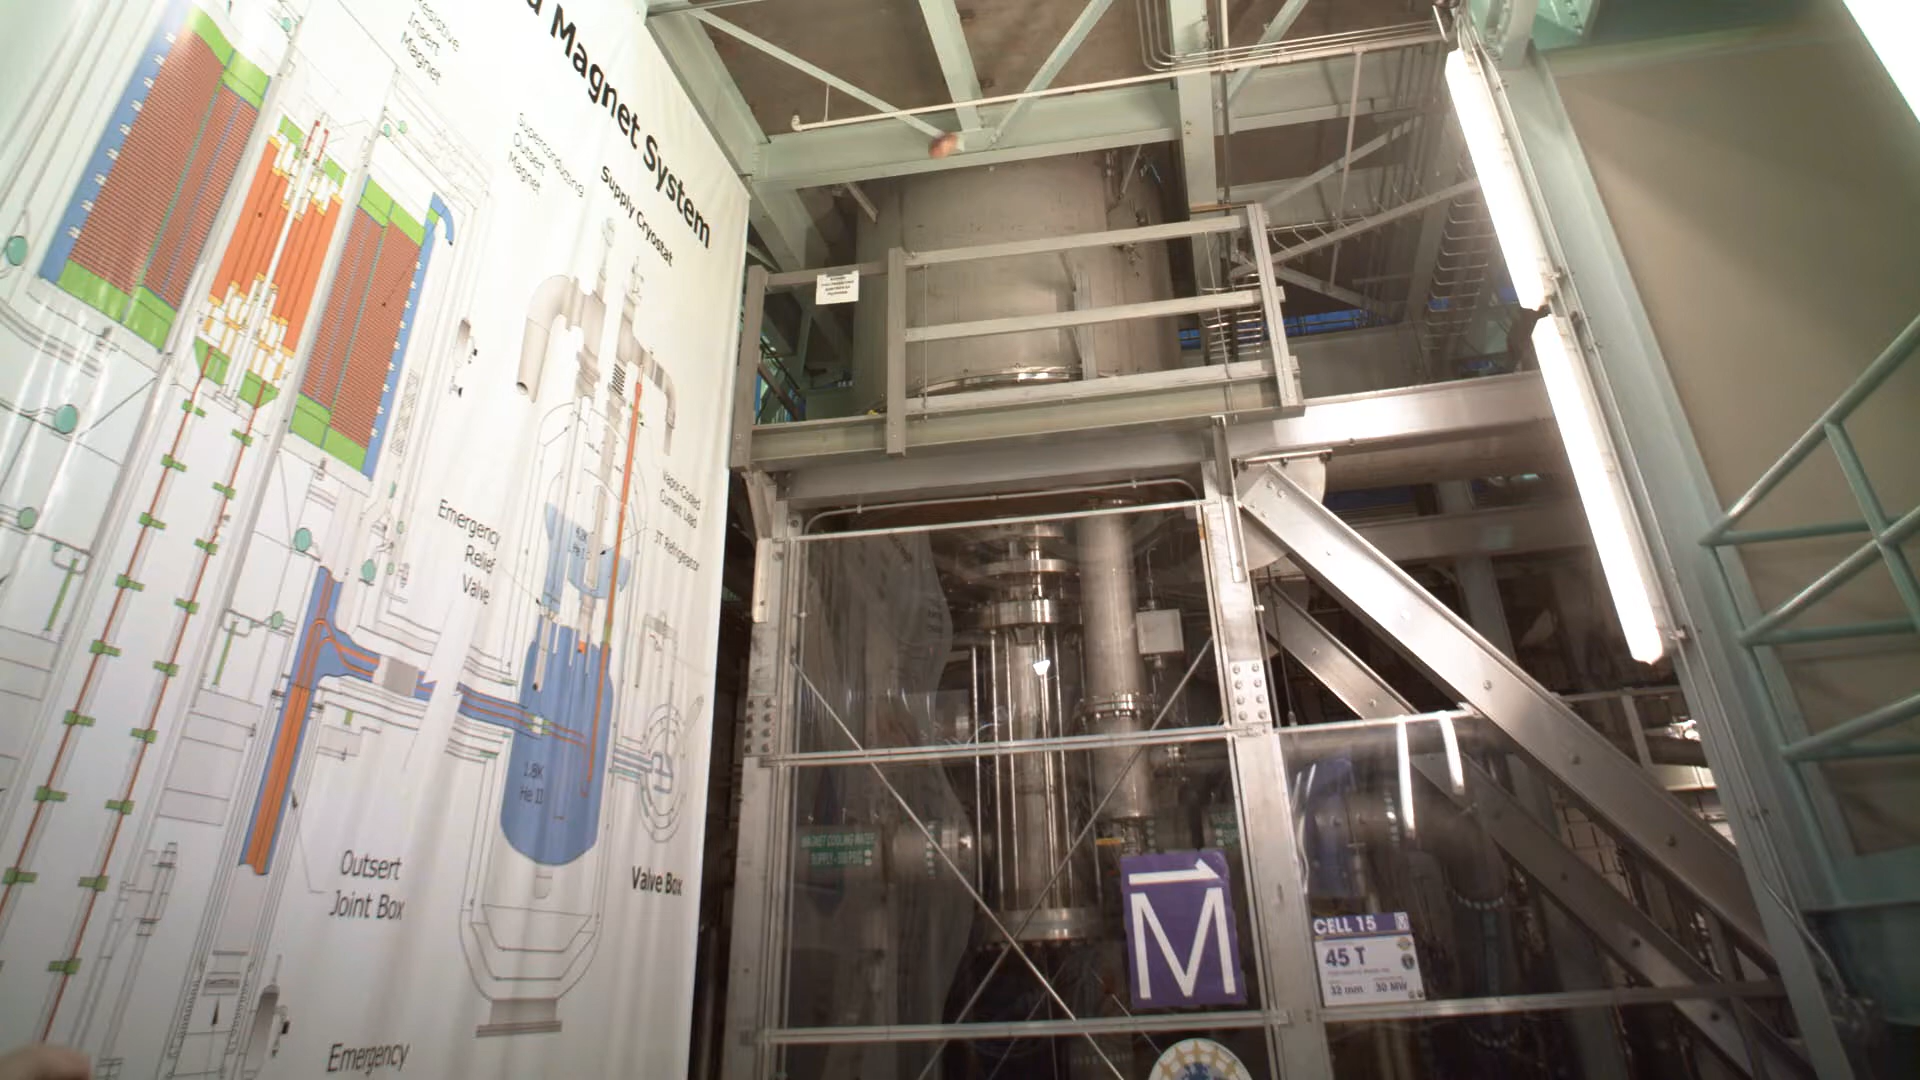 Magnet System
Resistive
Insert
Magnet
Superconducting
Outsert
Magnet
Supply Cryostat
Vapor-Cooled
Current Lead
JT Refrigerator
Emergency
Relief
Valve
1.8K
He II
Outsert
Joint Box
Valve Box
Emergency
MAGNET COOLING WATER
SUPPLY
M
CELL 15
45 T
32 mm
30 MW